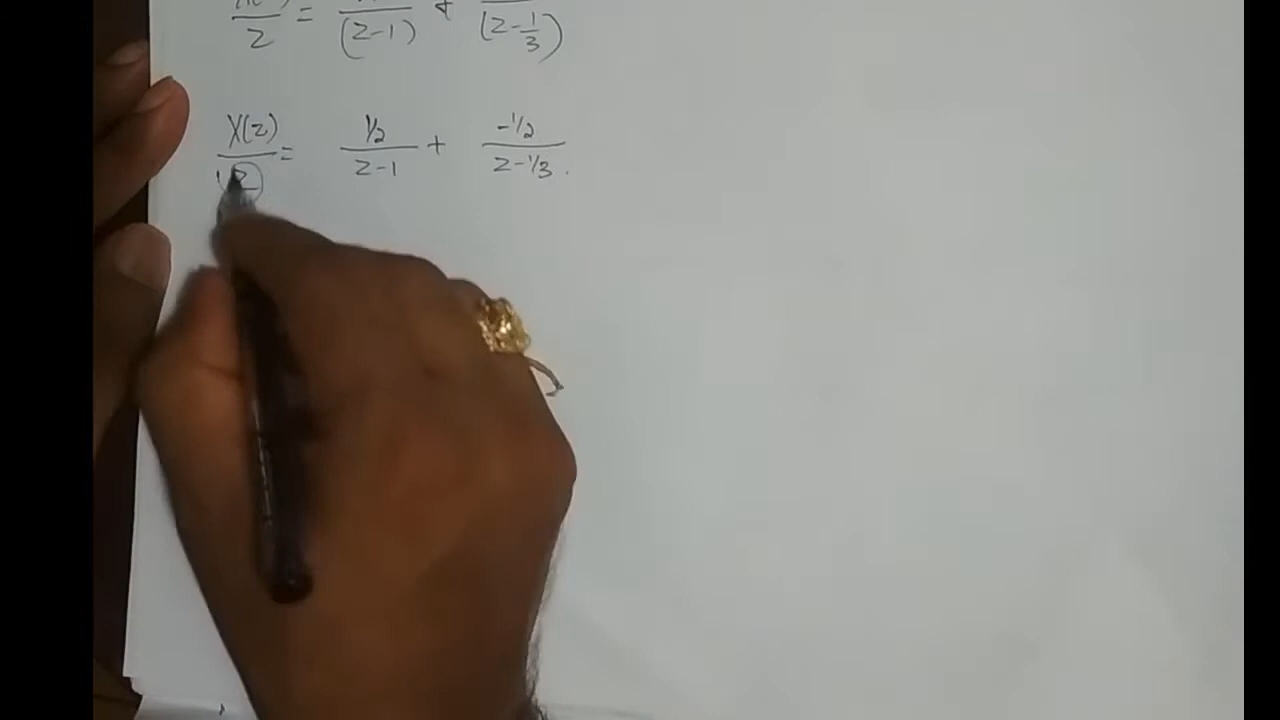 z = (z-1) + (z-1/3)
X(z)/z = 1/2/z-1 + -1/2/z-1/3.